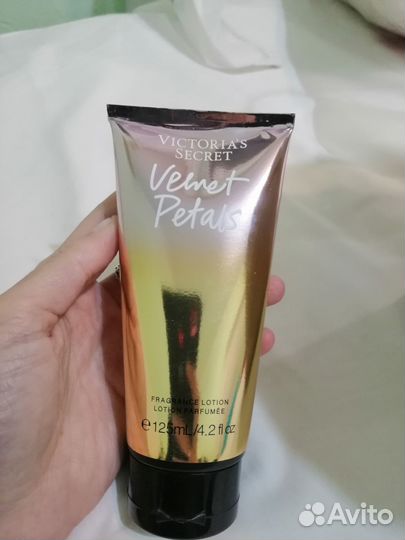 VICTORIA'S
SECRET
Velvet
Petals
FRAGRANCE LOTION
LOTION PARFUMÉE
℮125mL/4.2 fl oz
Avito